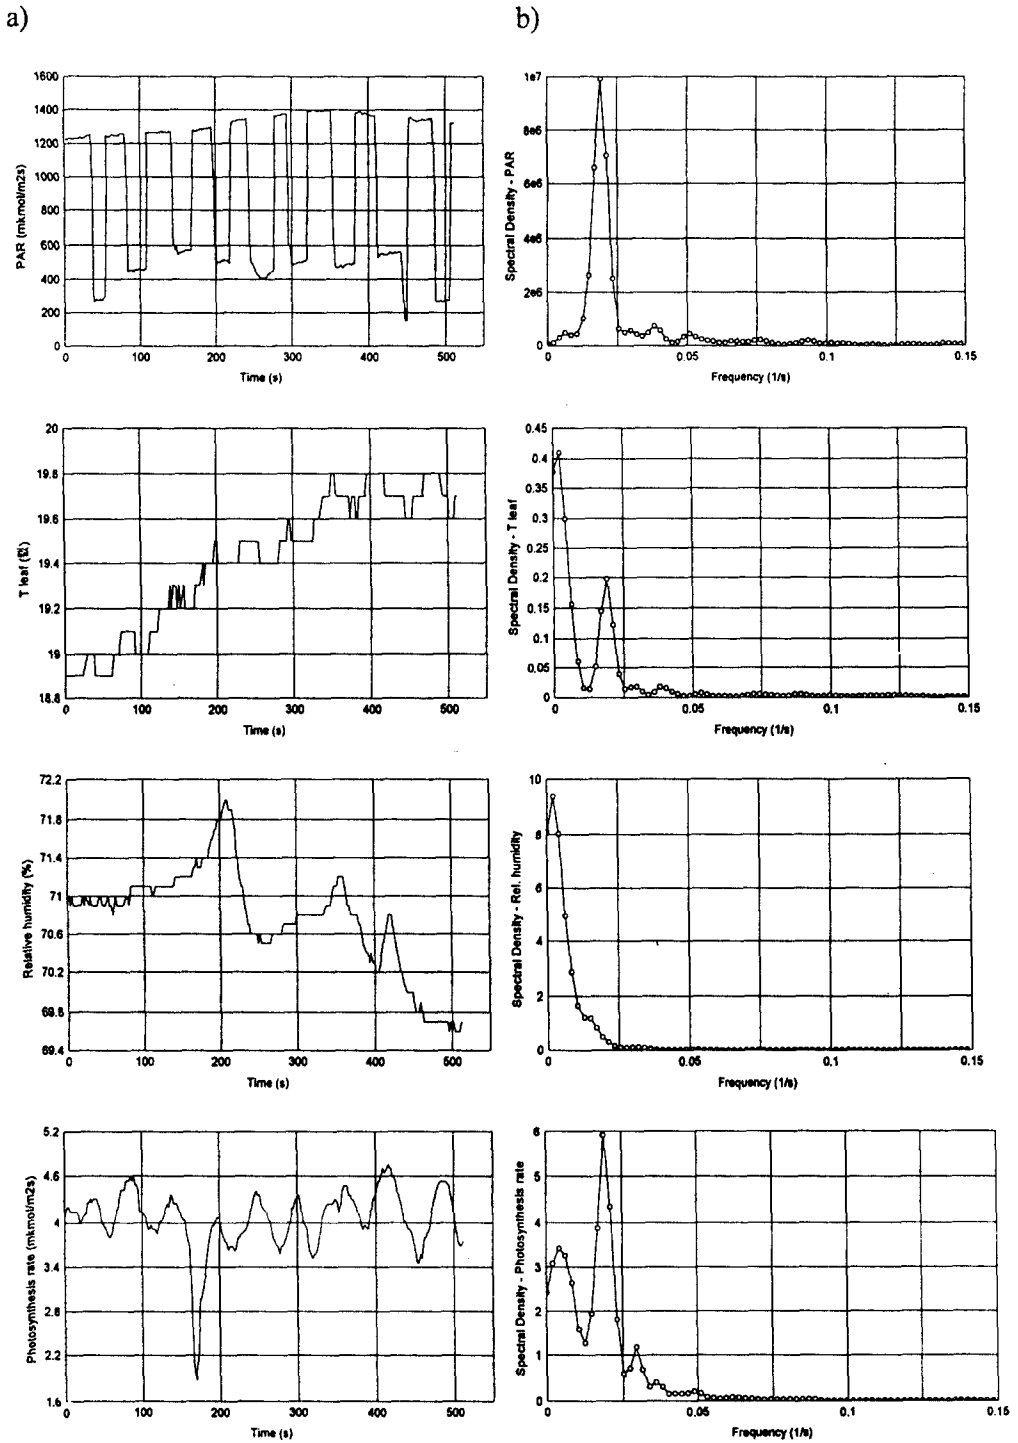 a)
b)
1600
1400
1200
1000
800
600
400
200
0
PAR (mkmol/m2s)
0 100 200 300 400 500
Time (s)
1e7
8e6
6e6
4e6
2e6
0
Spectral Density - PAR
0.05 0.1 0.15
Frequency (1/s)
20
19.8
19.6
19.4
19.2
19
18.8
T leaf
0 100 200 300 400 500
Time (s)
0.45
0.4
0.35
0.3
0.25
0.2
0.15
0.1
0.05
0
Spectral Density - T leaf
0 0.05 0.1 0.15
Frequency (1/s)
72.2
71.8
71.4
71
70.6
70.2
69.8
69.4
Relative humidity (%)
0 100 200 300 400 500
Time (s)
10
8
6
4
2
0
Spectral Density - Rel. humidity
0 0.05 0.1 0.15
Frequency (1/s)
5.2
4.6
4
3.4
2.8
2.2
1.6
Photosynthesis rate (mkmol/m2s)
0 100 200 300 400 500
Time (s)
6
5
4
3
2
1
0
Spectral Density - Photosynthesis rate
0 0.05 0.1 0.15
Frequency (1/s)